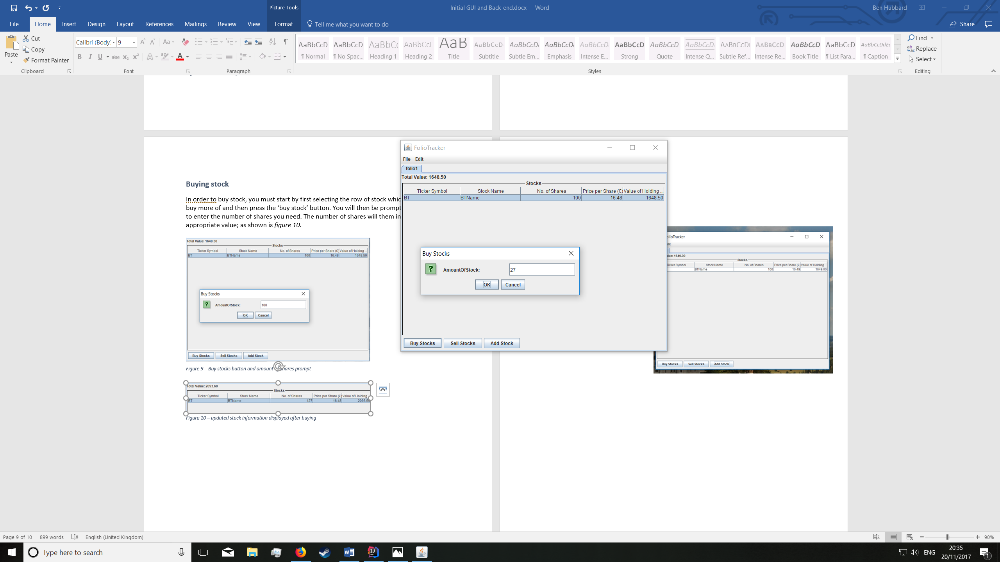 Picture Tools
Initial GUI and Back-end.docx - Word
Ben Hubbard
File Home Insert Design Layout References Mailings Review View Format Tell me what you want to do
Share
Paste
Cut
Copy
Format Painter
Clipboard
Calibri (Body) 9
Font
Paragraph
AaBbCcD AaBbCcD AaBbCc AaBbCcE AaB AaBbCcD AaBbCcD AaBbCcD AaBbCcD AaBbCcD AaBbCcD AaBbCcD AaBbCcD AaBbCcD AaBbCcD AaBbCcD AaBbCcDdEe
¶ Normal ¶ No Spac... Heading 1 Heading 2 Title Subtitle Subtle Em... Emphasis Intense E... Strong Quote Intense Q... Subtle Ref... Intense Re... Book Title ¶ List Para... ¶ Caption
Styles
Find
Replace
Select
Editing
Buying stock
In order to buy stock, you must start by first selecting the row of stock whic
buy more of and then press the ‘buy stock’ button. You will then be prompt
to enter the number of shares you need. The number of shares will them in
appropriate value; as shown is figure 10.
Total Value: 1648.50
Stocks
Ticker Symbol Stock Name No. of Shares Price per Share (£) Value of Holding ...
BT BTName 100 16.48 1648.50
Buy Stocks
AmountOfStock: 100
OK Cancel
Buy Stocks Sell Stocks Add Stock
Figure 9 – Buy stocks button and amount hares prompt
Total Value: 2093.60
Stocks
Ticker Symbol Stock Name No. of Shares Price per Share (£) Value of Holding
BT BTName 127 16.48 2093.59
Figure 10 – updated stock information displayed after buying
FolioTracker
File Edit
folio1
Total Value: 1648.50
Stocks
Ticker Symbol Stock Name No. of Shares Price per Share (£) Value of Holding ...
BT BTName 100 16.48 1648.50
Buy Stocks
AmountOfStock: 27
OK Cancel
Buy Stocks Sell Stocks Add Stock
olioTracker
dit
lue: 1649.00
Stocks
Ticker Symbol Stock Name No. of Shares Price per Share (£) Value of Holding ...
BTName 100 16.49 1649.00
Buy Stocks Sell Stocks Add Stock
Page 9 of 10 899 words English (United Kingdom)
90%
Type here to search
ENG
20:35
20/11/2017
1